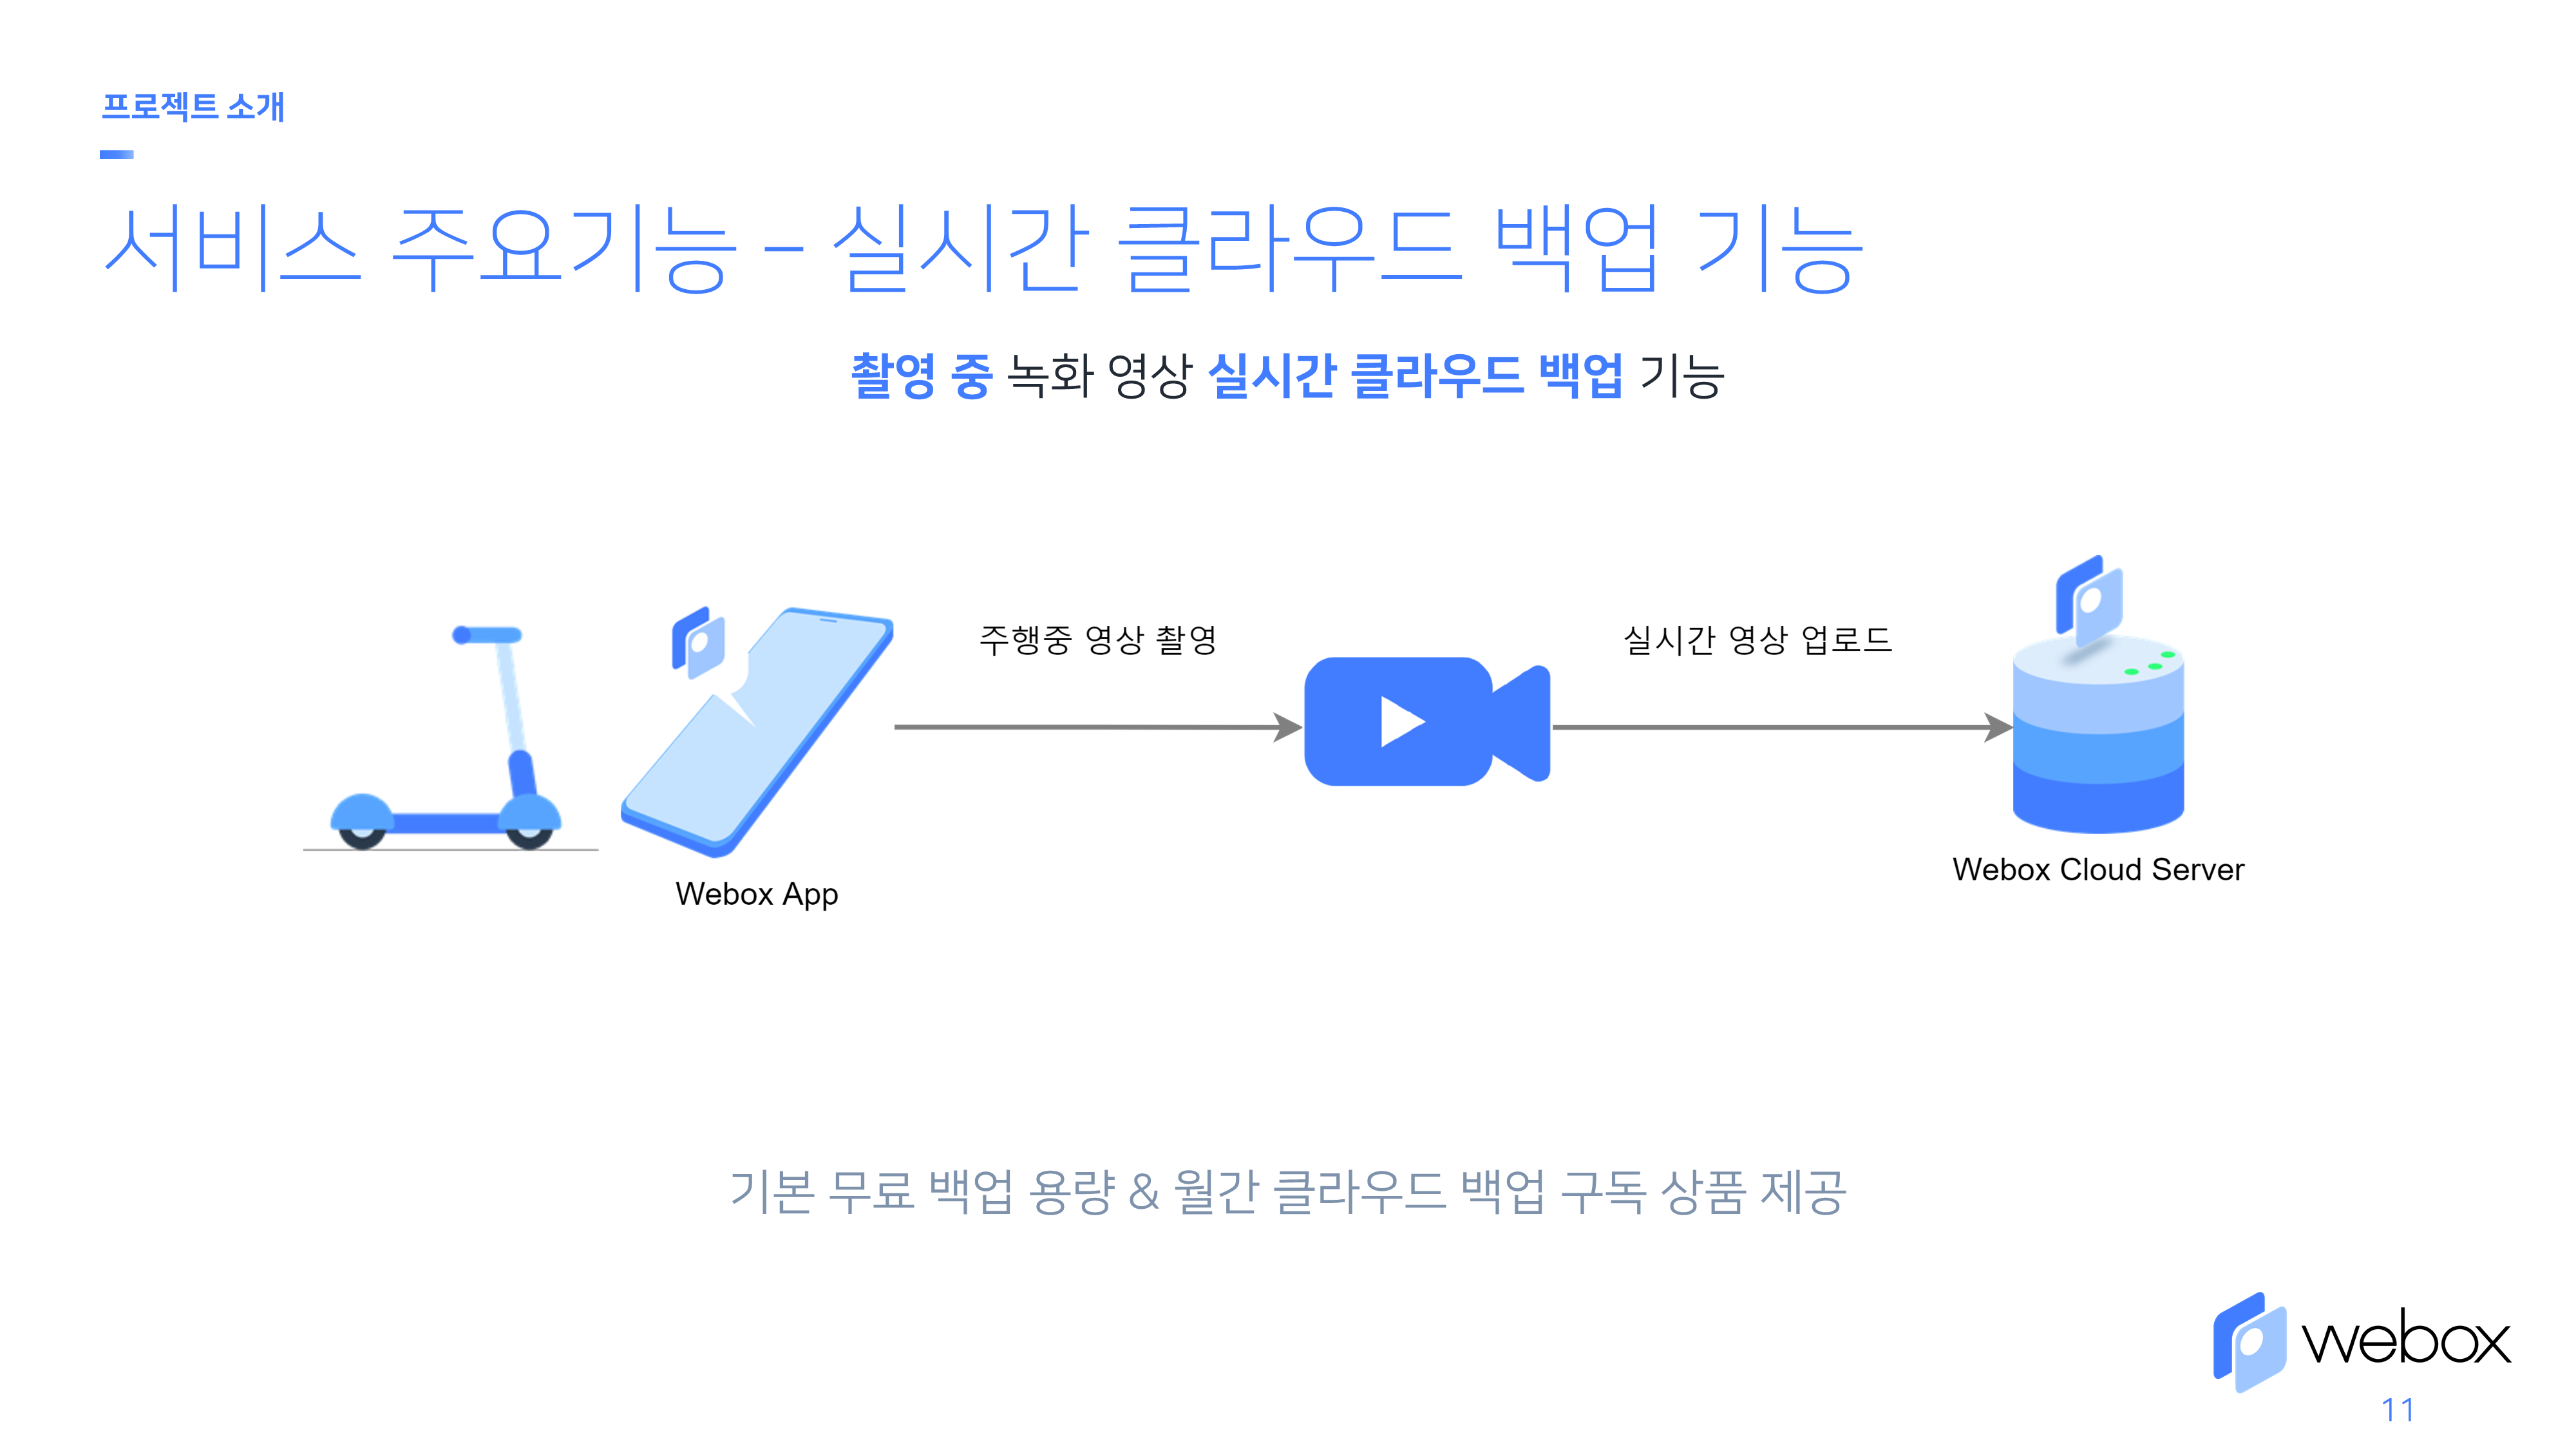 프로젝트 소개
서비스 주요기능 - 실시간 클라우드 백업 기능
촬영 중 녹화 영상 실시간 클라우드 백업 기능
주행중 영상 촬영
실시간 영상 업로드
Webox App
Webox Cloud Server
기본 무료 백업 용량 & 월간 클라우드 백업 구독 상품 제공
webox
11